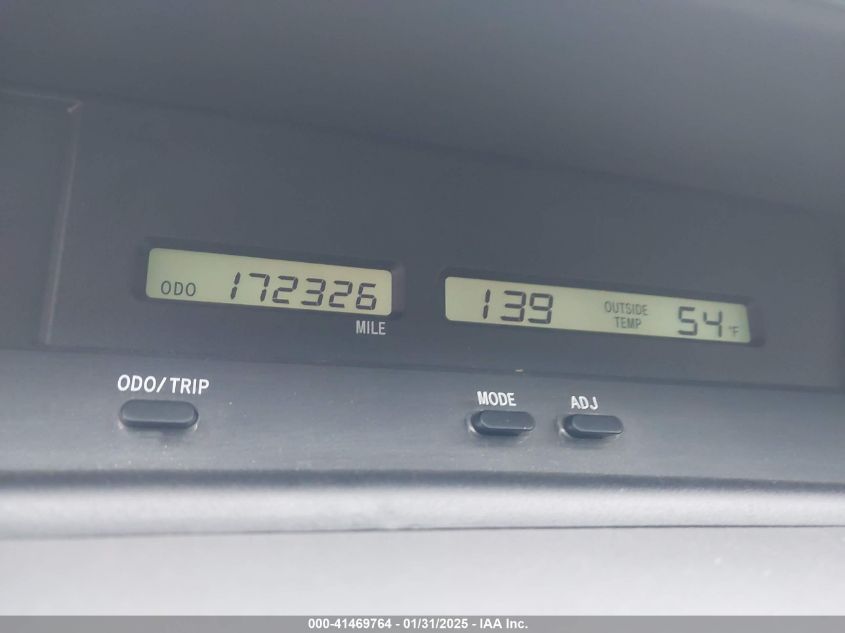 ODO 172326
MILE
139 OUTSIDE TEMP 54°F
ODO/TRIP
MODE ADJ
000-41469764 - 01/31/2025 - IAA Inc.